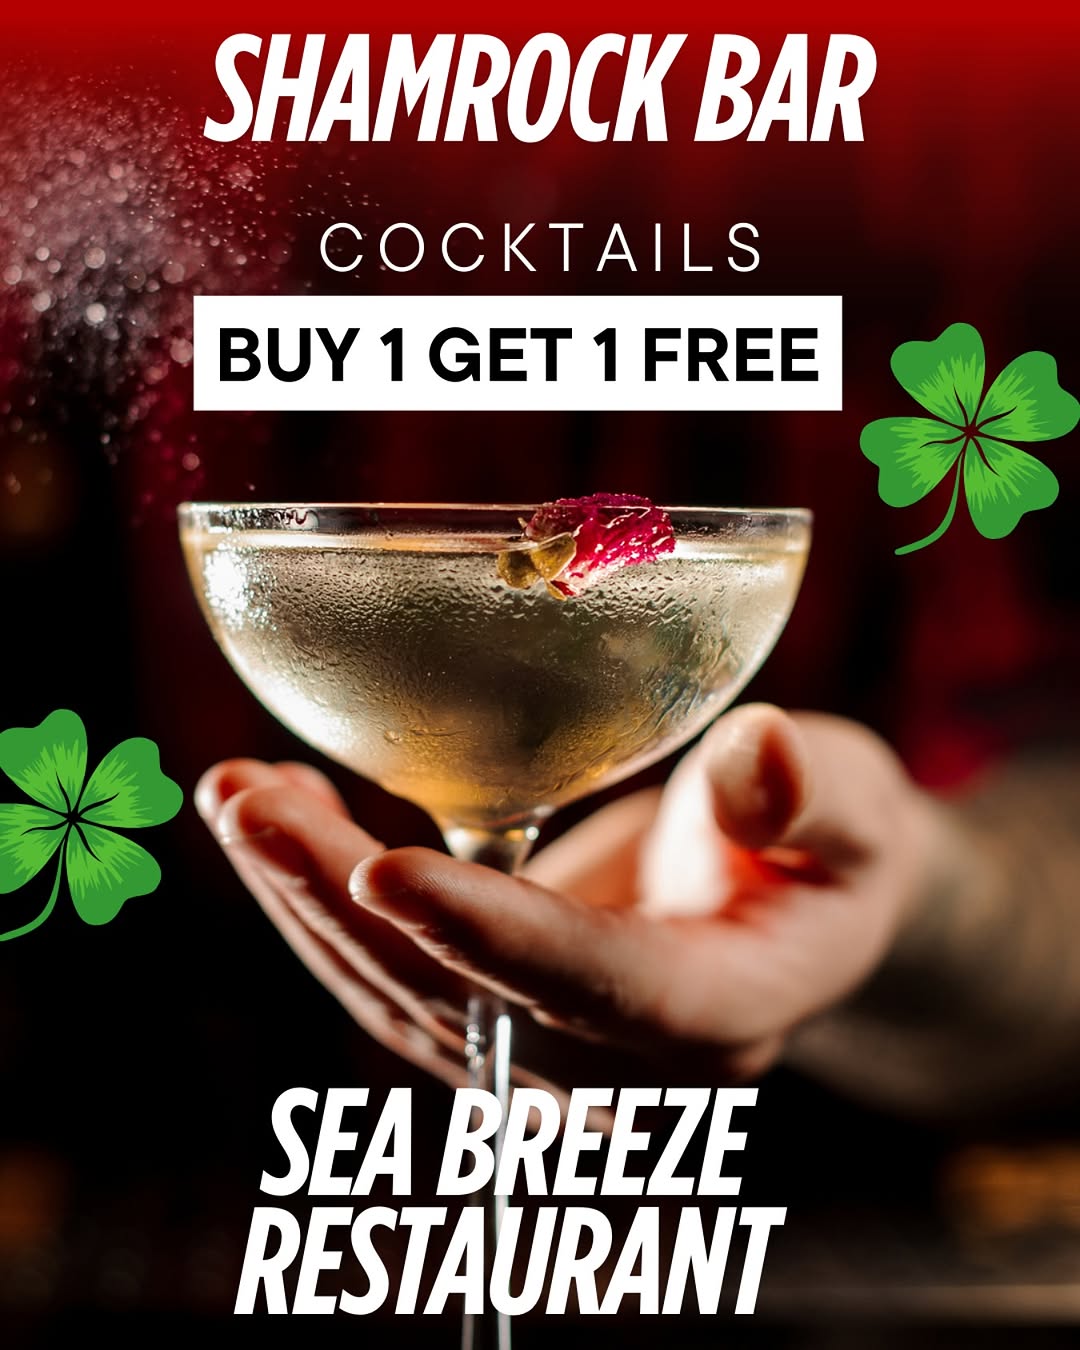 SHAMROCK BAR
COCKTAILS
BUY 1 GET 1 FREE
SEA BREEZE
RESTAURANT